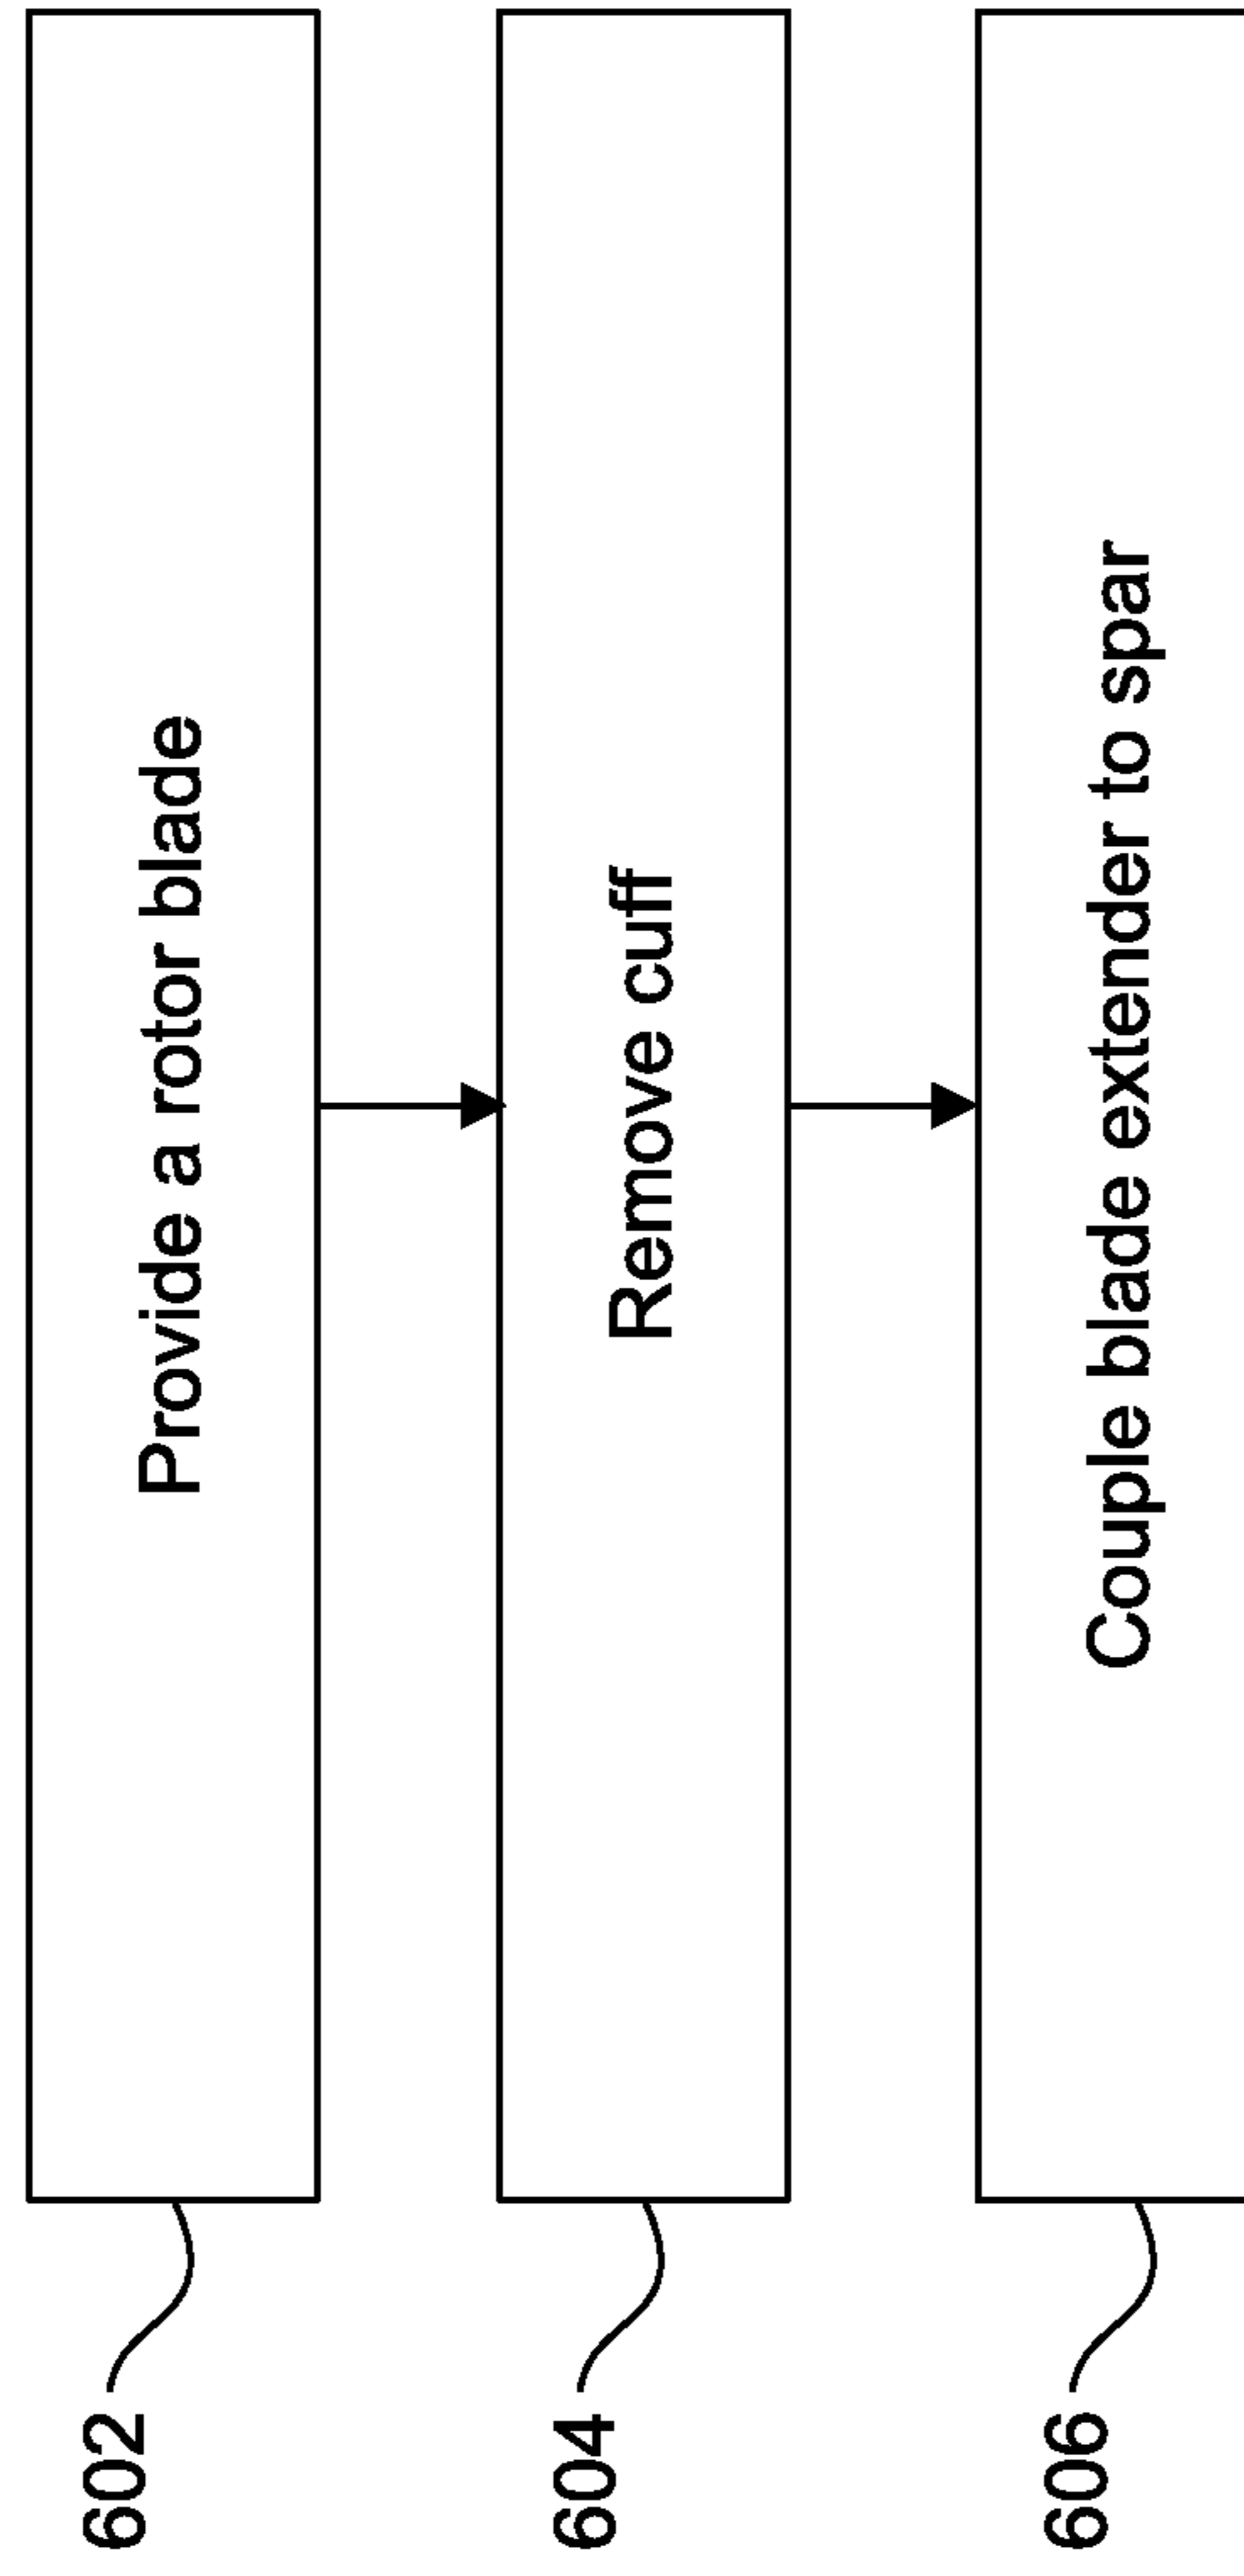 602
Provide a rotor blade
604
Remove cuff
606
Couple blade extender to spar